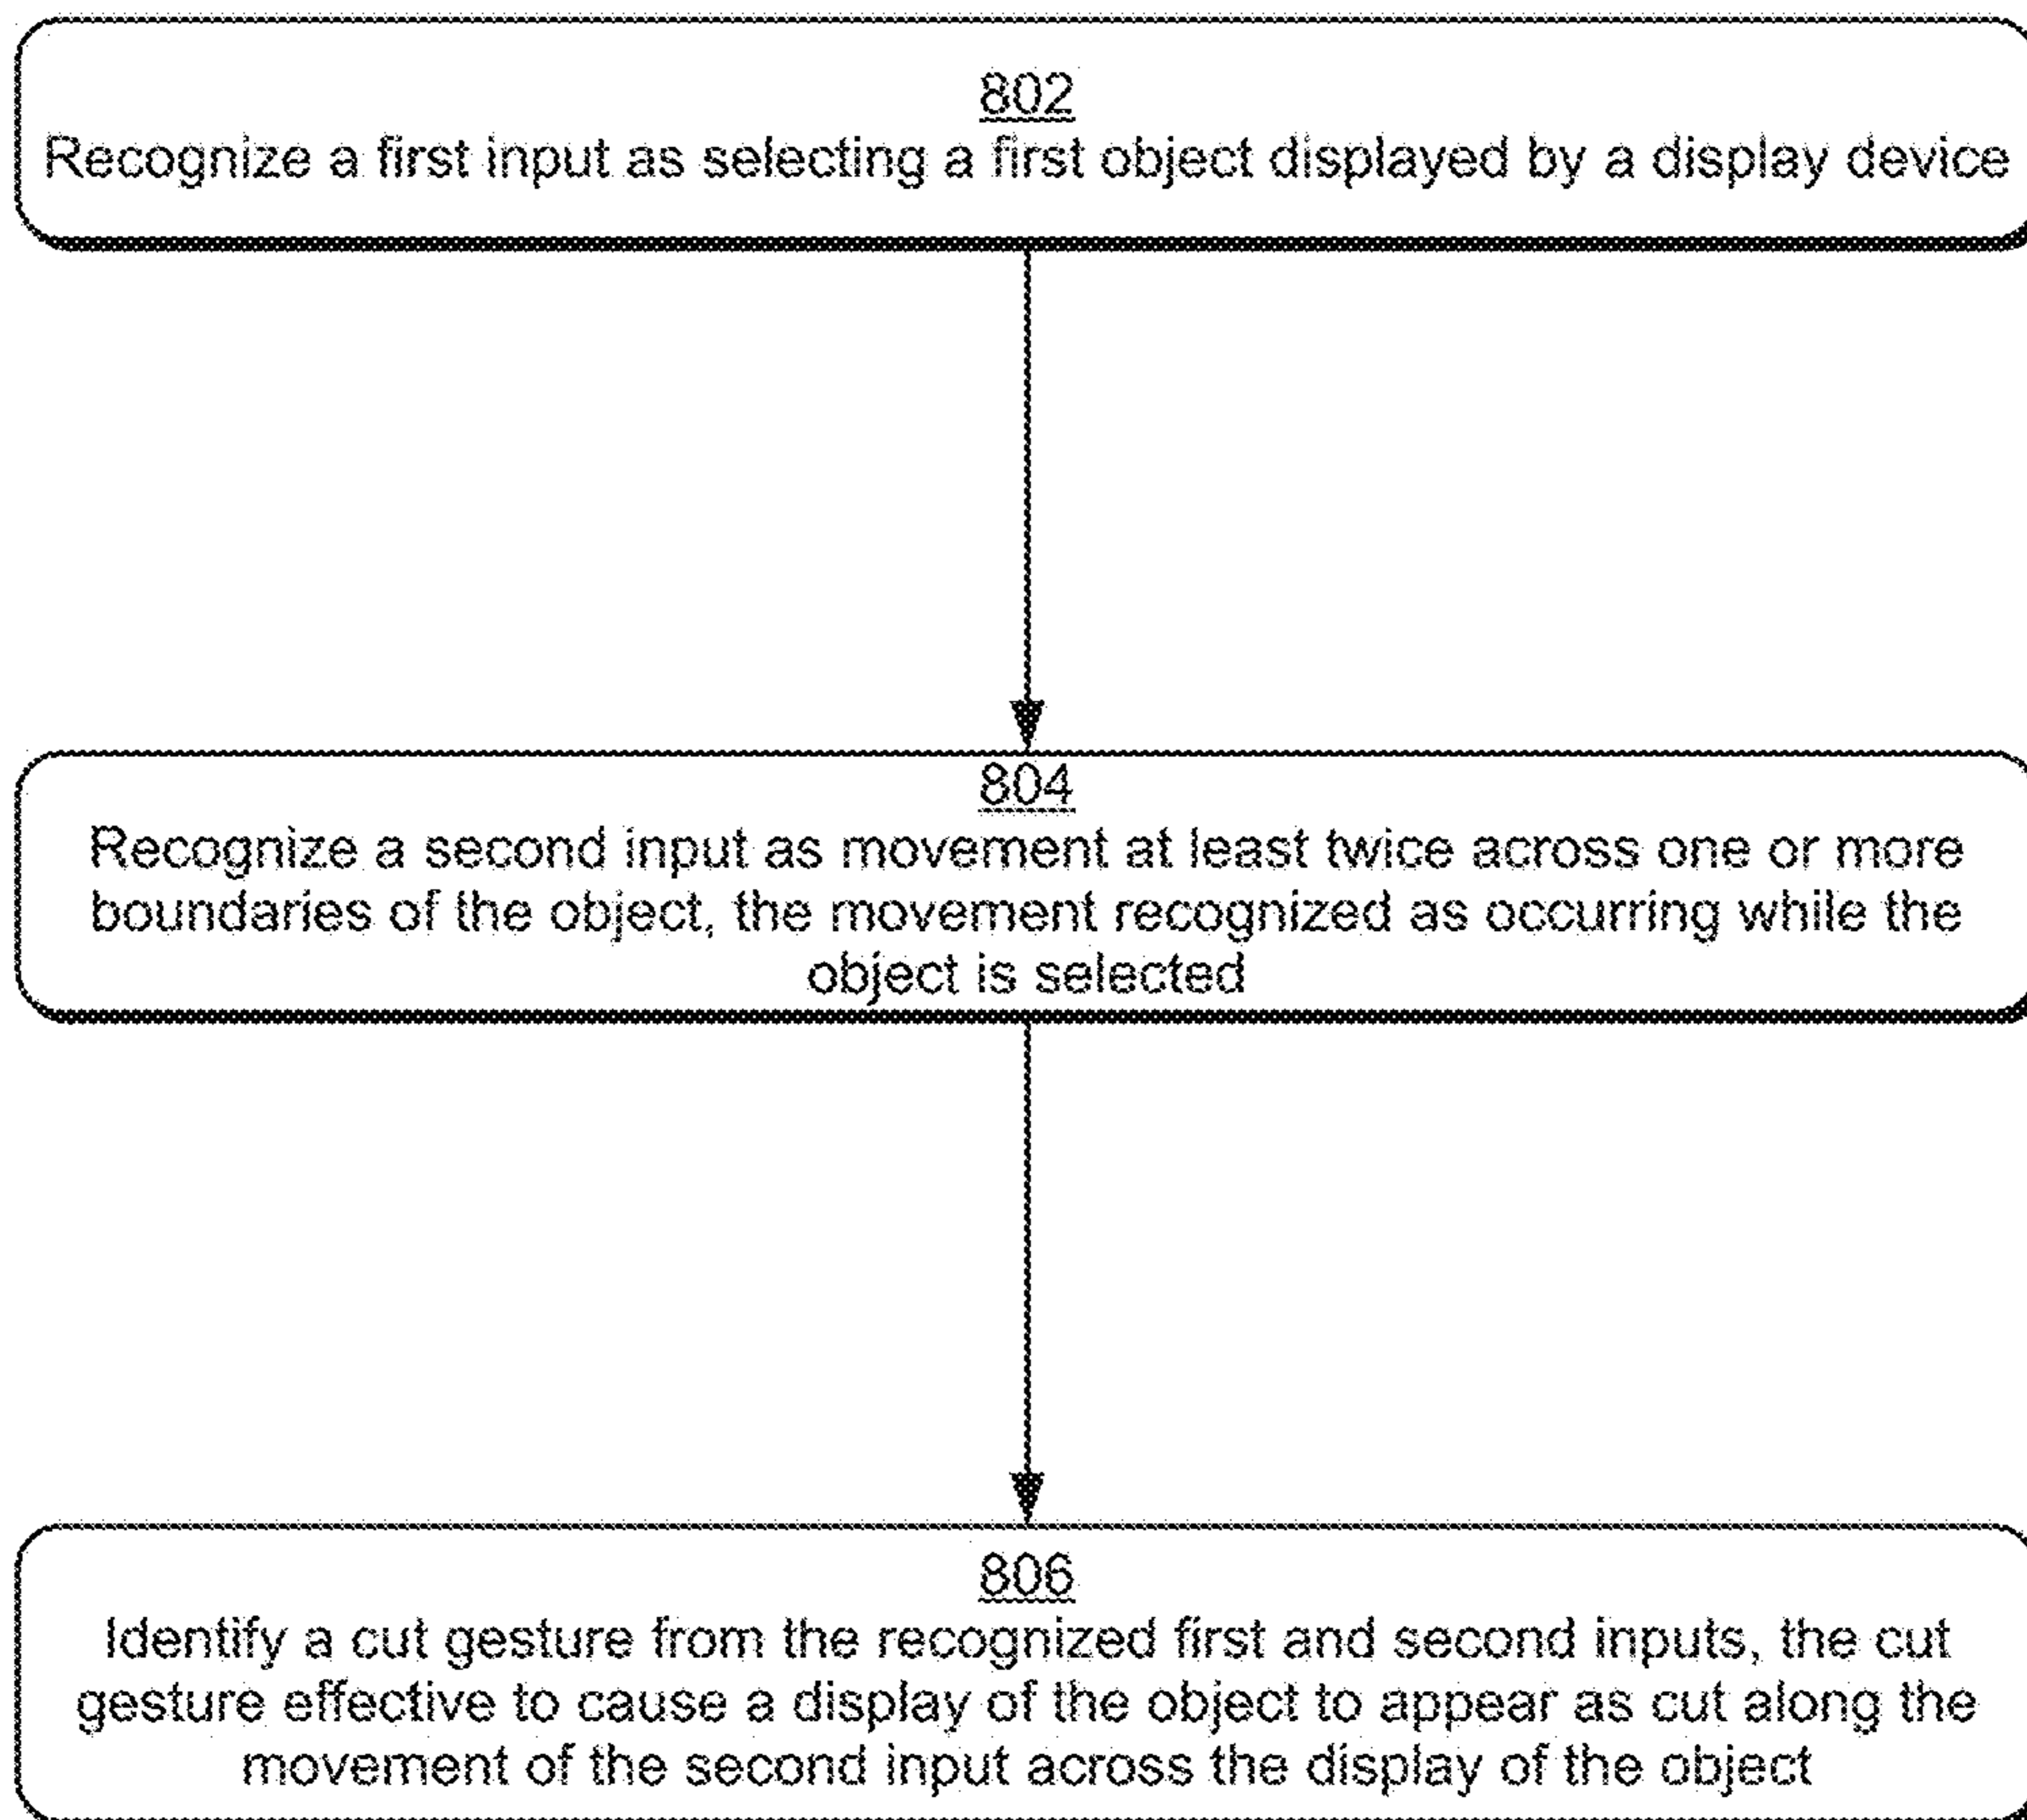 802
Recognize a first input as selecting a first object displayed by a display device
804
Recognize a second input as movement at least twice across one or more
boundaries of the object, the movement recognized as occurring while the
object is selected
806
Identify a cut gesture from the recognized first and second inputs, the cut
gesture effective to cause a display of the object to appear as cut along the
movement of the second input across the display of the object